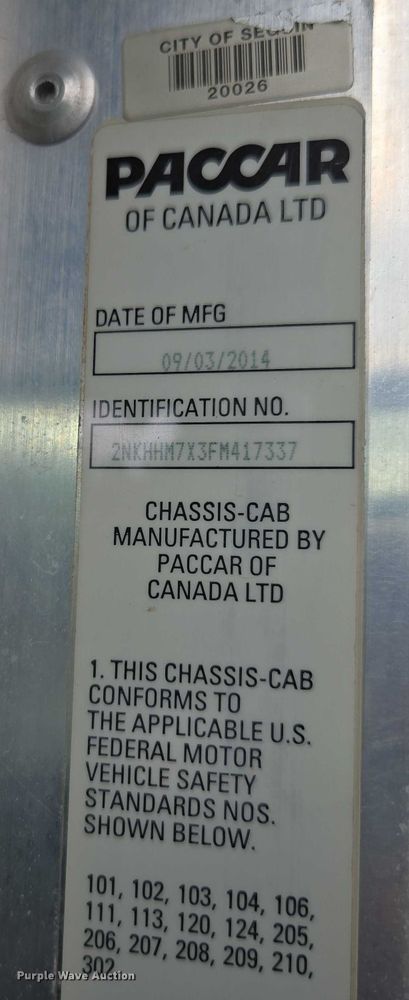 CITY OF SEGUIN
20026
PACCAR
OF CANADA LTD
DATE OF MFG
09/03/2014
IDENTIFICATION NO.
2NKHHM7X3FM417337
CHASSIS-CAB
MANUFACTURED BY
PACCAR OF
CANADA LTD
1. THIS CHASSIS-CAB
CONFORMS TO
THE APPLICABLE U.S.
FEDERAL MOTOR
VEHICLE SAFETY
STANDARDS NOS.
SHOWN BELOW.
101, 102, 103, 104, 106,
111, 113, 120, 124, 205,
206, 207, 208, 209, 210,
302
Purple Wave Auction